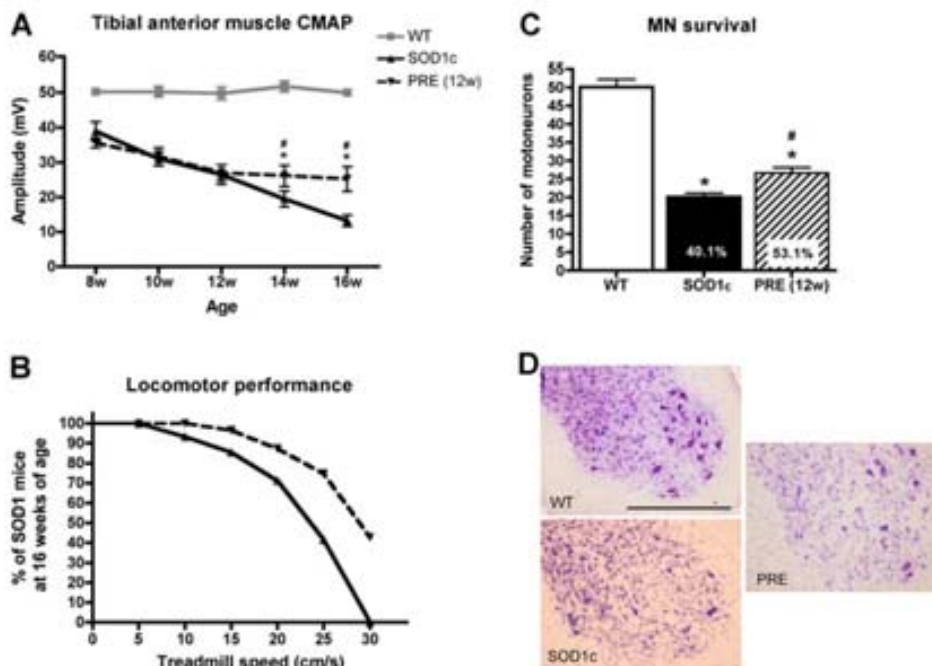 A
Tibial anterior muscle CMAP
WT
SOD1c
PRE (12w)
Amplitude (mV)
60
50
40
30
20
10
0
# *
# *
8w 10w 12w 14w 16w
Age
B
Locomotor performance
% of SOD1 mice
at 16 weeks of age
100
90
80
70
60
50
40
30
20
10
0
0 5 10 15 20 25 30
Treadmill speed (cm/s)
C
MN survival
Number of motoneurons
55
50
45
40
35
30
25
20
15
10
5
0
*
#
*
40.1%
53.1%
WT SOD1c PRE (12w)
D
WT
SOD1c
PRE